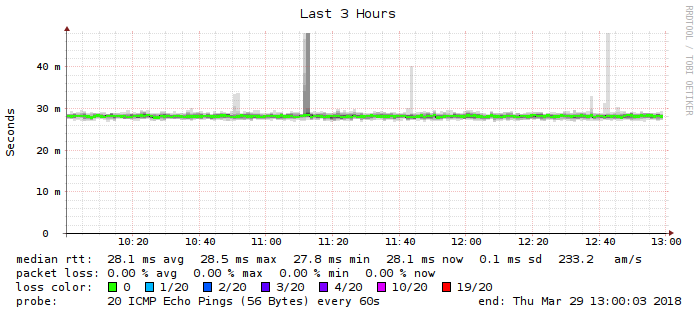 Last 3 Hours
RRDTOOL / TOBI OETIKER
Seconds
40 m
30 m
20 m
10 m
0
10:20 10:40 11:00 11:20 11:40 12:00 12:20 12:40 13:00
median rtt: 28.1 ms avg 28.5 ms max 27.8 ms min 28.1 ms now 0.1 ms sd 233.2 am/s
packet loss: 0.00 % avg 0.00 % max 0.00 % min 0.00 % now
loss color: 0 1/20 2/20 3/20 4/20 10/20 19/20
probe: 20 ICMP Echo Pings (56 Bytes) every 60s end: Thu Mar 29 13:00:03 2018